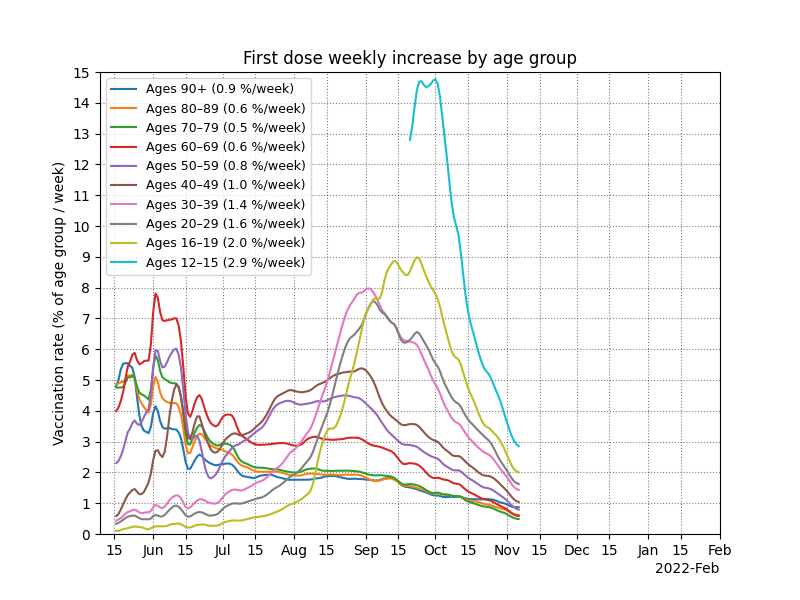 First dose weekly increase by age group
Vaccination rate (% of age group / week)
15
14
13
12
11
10
9
8
7
6
5
4
3
2
1
0
Ages 90+ (0.9 %/week)
Ages 80–89 (0.6 %/week)
Ages 70–79 (0.5 %/week)
Ages 60–69 (0.6 %/week)
Ages 50–59 (0.8 %/week)
Ages 40–49 (1.0 %/week)
Ages 30–39 (1.4 %/week)
Ages 20–29 (1.6 %/week)
Ages 16–19 (2.0 %/week)
Ages 12–15 (2.9 %/week)
15 Jun 15 Jul 15 Aug 15 Sep 15 Oct 15 Nov 15 Dec 15 Jan 15 Feb
2022-Feb